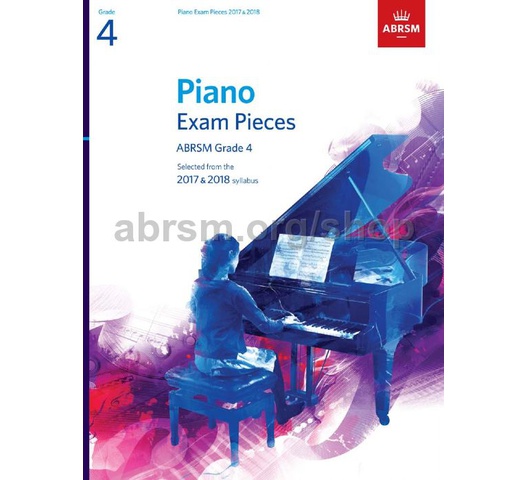 Grade
4
Piano Exam Pieces 2017 & 2018
ABRSM
Piano
Exam Pieces
ABRSM Grade 4
Selected from the
2017 & 2018 syllabus
abrsm.org/shop